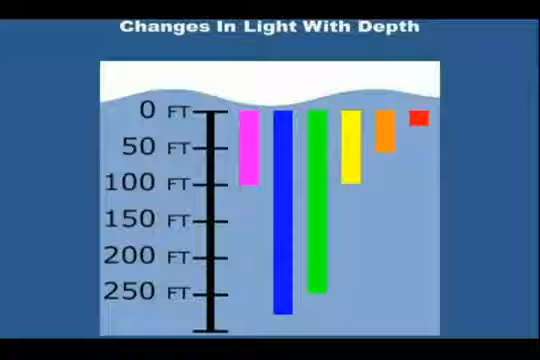 Changes In Light With Depth
0 FT
50 FT
100 FT
150 FT
200 FT
250 FT